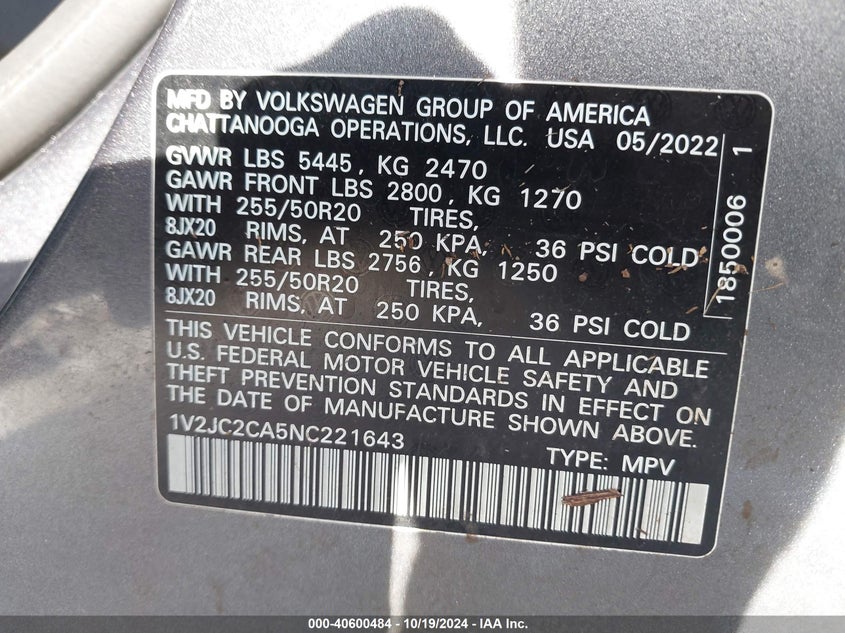 MFD BY VOLKSWAGEN GROUP OF AMERICA
CHATTANOOGA OPERATIONS, LLC. USA 05/2022
GVWR LBS 5445, KG 2470
GAWR FRONT LBS 2800, KG 1270
WITH 255/50R20 TIRES,
8JX20 RIMS, AT 250 KPA, 36 PSI COLD
GAWR REAR LBS 2756, KG 1250
WITH 255/50R20 TIRES,
8JX20 RIMS, AT 250 KPA, 36 PSI COLD
1850006 1
THIS VEHICLE CONFORMS TO ALL APPLICABLE
U.S. FEDERAL MOTOR VEHICLE SAFETY AND
THEFT PREVENTION STANDARDS IN EFFECT ON
THE DATE OF MANUFACTURE SHOWN ABOVE.
1V2JC2CA5NC221643 TYPE: MPV
000-40600484 - 10/19/2024 - IAA Inc.